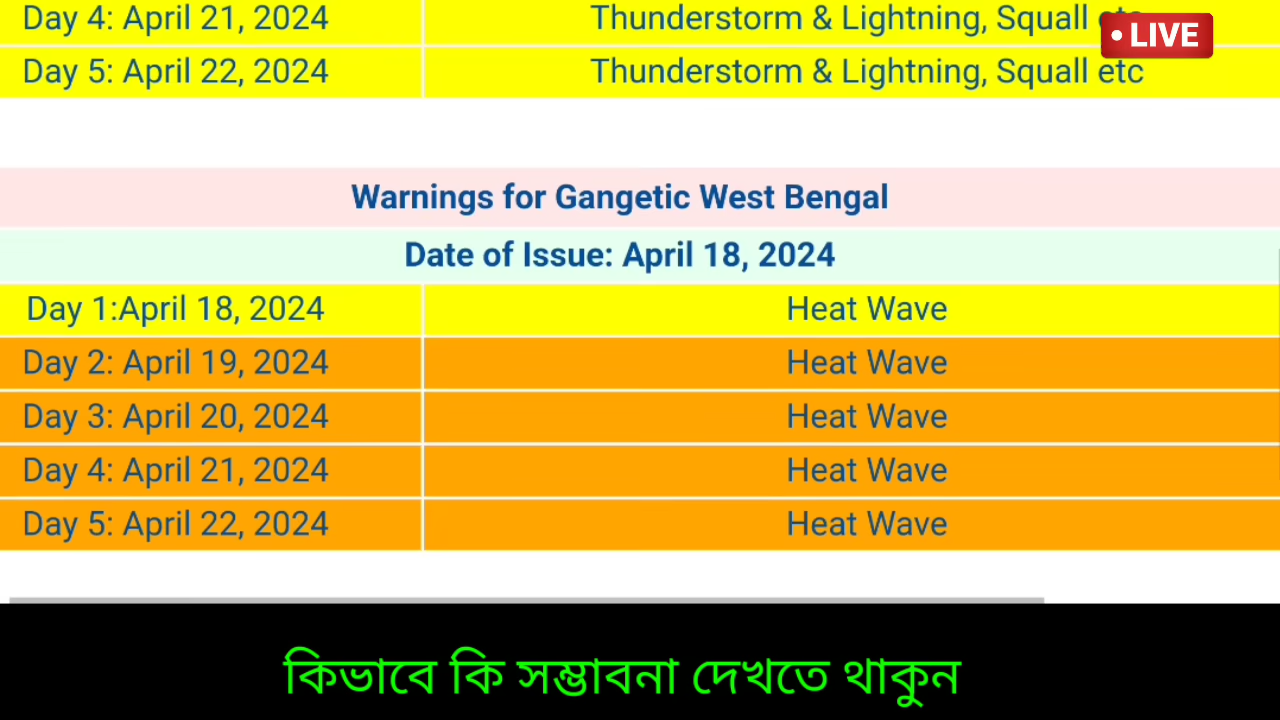 Day 4: April 21, 2024 Thunderstorm & Lightning, Squall etc
• LIVE
Day 5: April 22, 2024 Thunderstorm & Lightning, Squall etc
Warnings for Gangetic West Bengal
Date of Issue: April 18, 2024
Day 1:April 18, 2024 Heat Wave
Day 2: April 19, 2024 Heat Wave
Day 3: April 20, 2024 Heat Wave
Day 4: April 21, 2024 Heat Wave
Day 5: April 22, 2024 Heat Wave
কিভাবে কি সম্ভাবনা দেখতে থাকুন